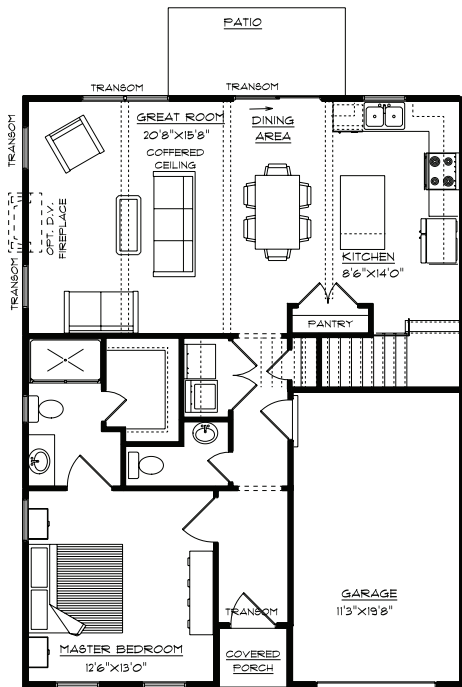 PATIO
TRANSOM
TRANSOM
TRANSOM
GREAT ROOM
20'8"X15'8"
COFFERED
CEILING
DINING
AREA
OPT. D.V.
FIREPLACE
TRANSOM
KITCHEN
8'6"X14'0"
PANTRY
GARAGE
11'3"X19'8"
TRANSOM
MASTER BEDROOM
12'6"X13'0"
COVERED
PORCH